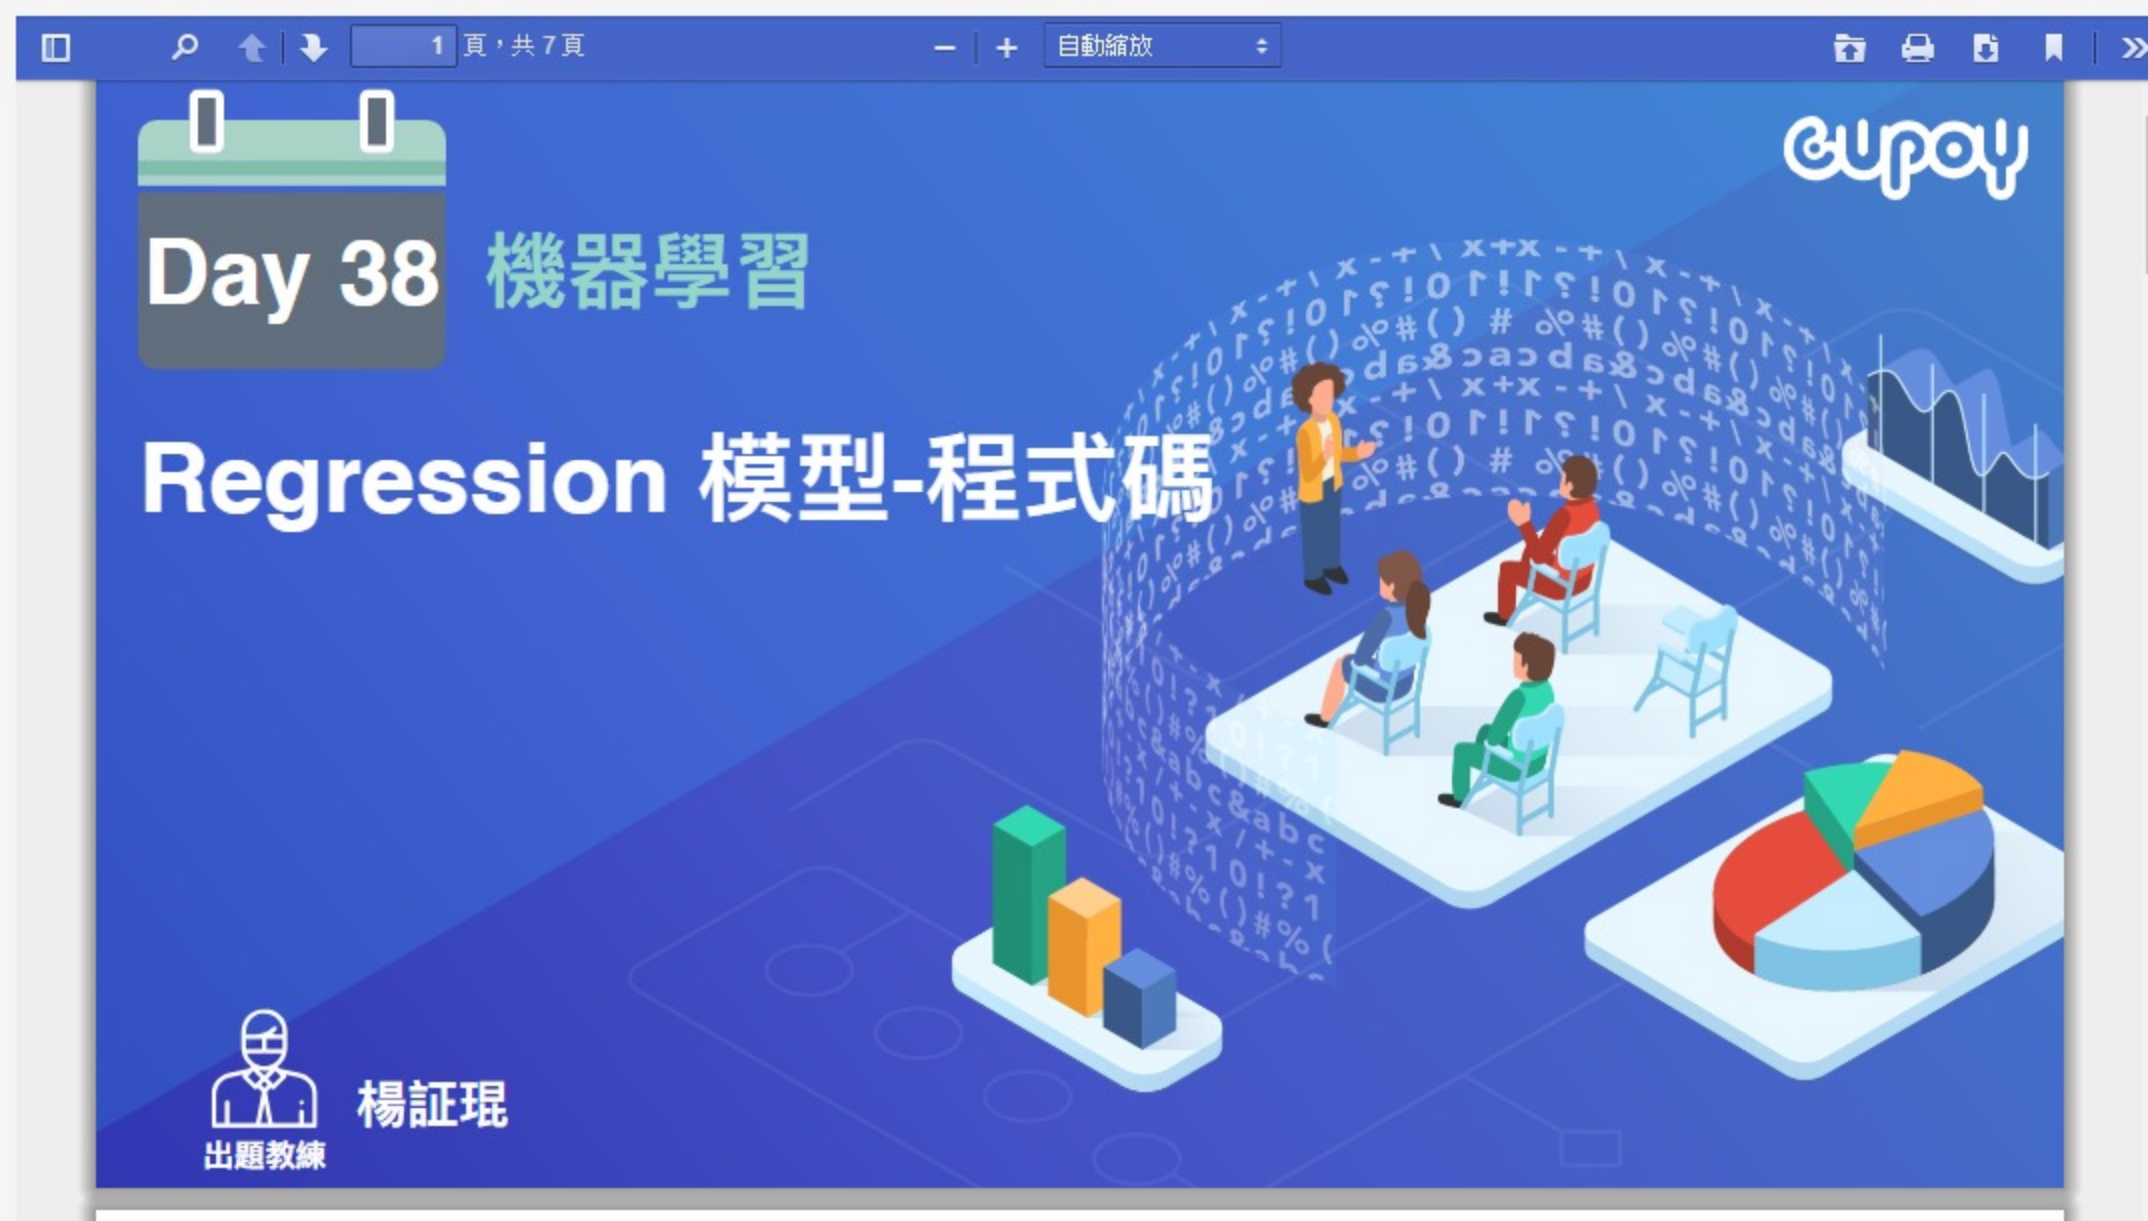 1 頁，共 7 頁
自動縮放
cupoy
Day 38
機器學習
Regression 模型-程式碼
楊証琨
出題教練